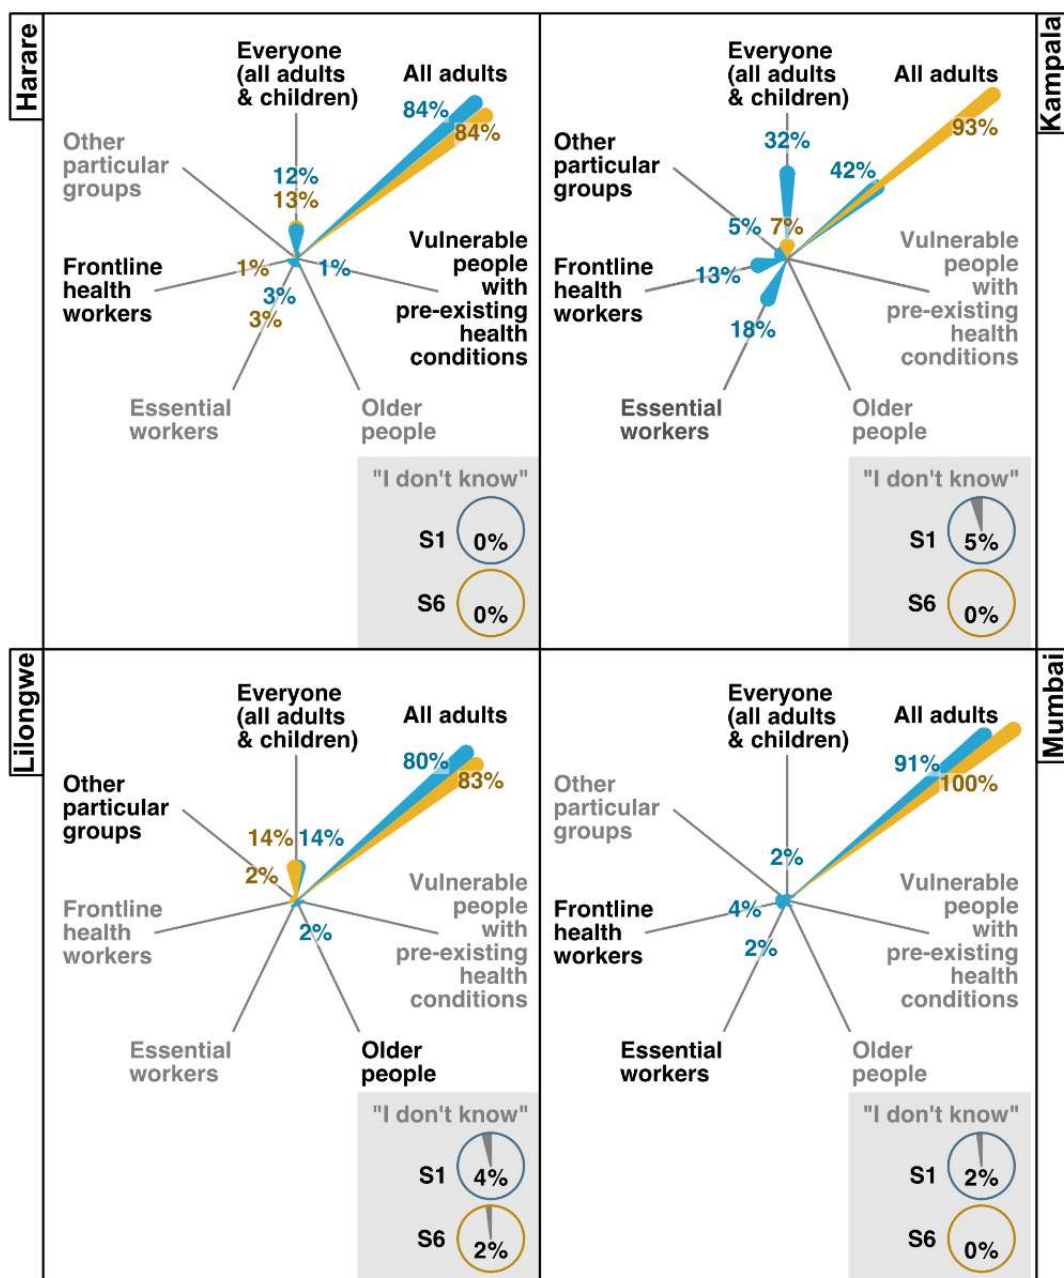 Harare
Everyone
(all adults
& children)
All adults
84%
84%
Other
particular
groups
12%
13%
Frontline
health
workers
1%
1%
Vulnerable
people
with
pre-existing
health
conditions
3%
3%
Essential
workers
Older
people
"I don't know"
S1
0%
S6
0%
Kampala
Everyone
(all adults
& children)
All adults
32%
93%
42%
Other
particular
groups
5%
7%
Frontline
health
workers
13%
Vulnerable
people
with
pre-existing
health
conditions
18%
Essential
workers
Older
people
"I don't know"
S1
5%
S6
0%
Lilongwe
Everyone
(all adults
& children)
All adults
80%
83%
Other
particular
groups
14%
14%
2%
Frontline
health
workers
2%
Vulnerable
people
with
pre-existing
health
conditions
Essential
workers
Older
people
"I don't know"
S1
4%
S6
2%
Mumbai
Everyone
(all adults
& children)
All adults
91%
100%
Other
particular
groups
2%
Frontline
health
workers
4%
2%
Vulnerable
people
with
pre-existing
health
conditions
Essential
workers
Older
people
"I don't know"
S1
2%
S6
0%